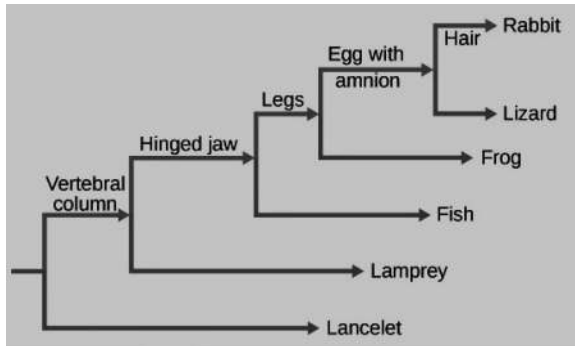 Rabbit
Hair
Egg with
amnion
Legs
Lizard
Hinged jaw
Frog
Vertebral
column
Fish
Lamprey
Lancelet